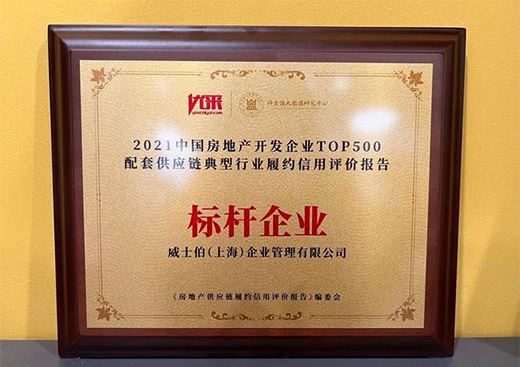 优采
2021中国房地产开发企业TOP500
配套供应链典型行业履约信用评价报告
标杆企业
威士伯(上海)企业管理有限公司
《房地产供应链履约信用评价报告》编委会